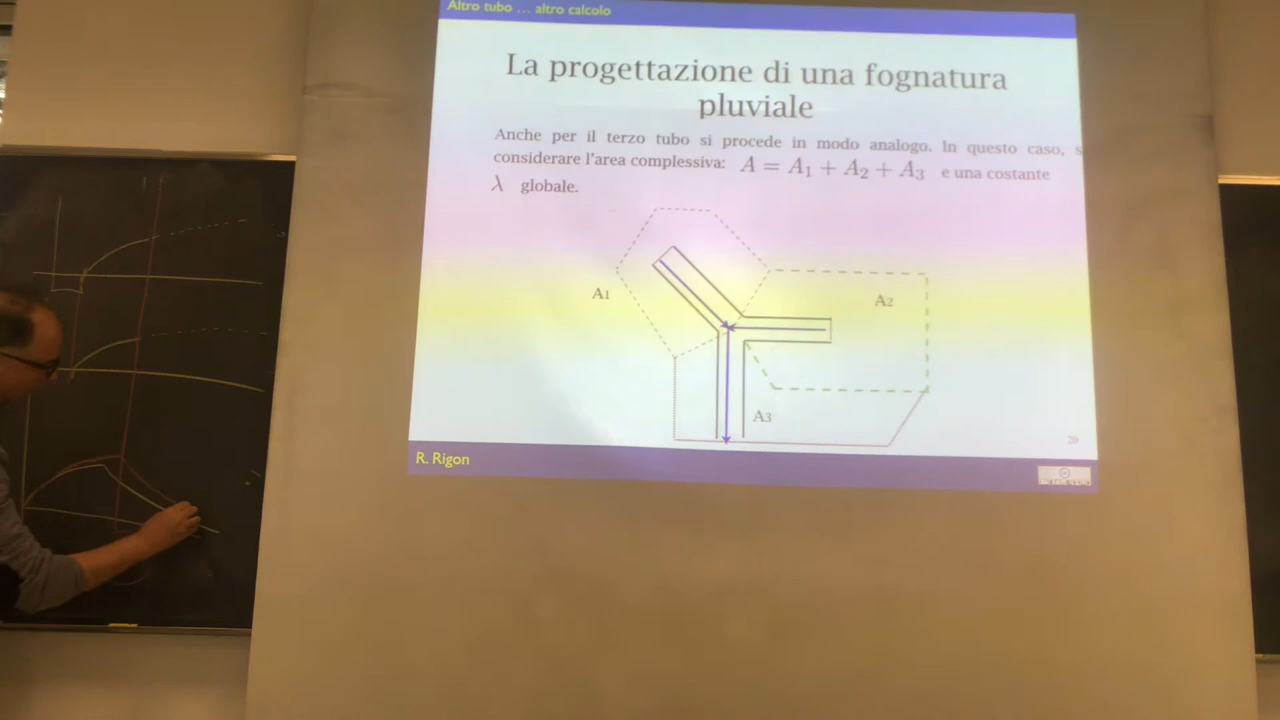 Altro tubo ... altro calcolo
La progettazione di una fognatura
pluviale
Anche per il terzo tubo si procede in modo analogo. In questo caso, s
considerare l'area complessiva: A = A₁ + A₂ + A₃ e una costante
λ globale.
A1
A2
A3
R. Rigon